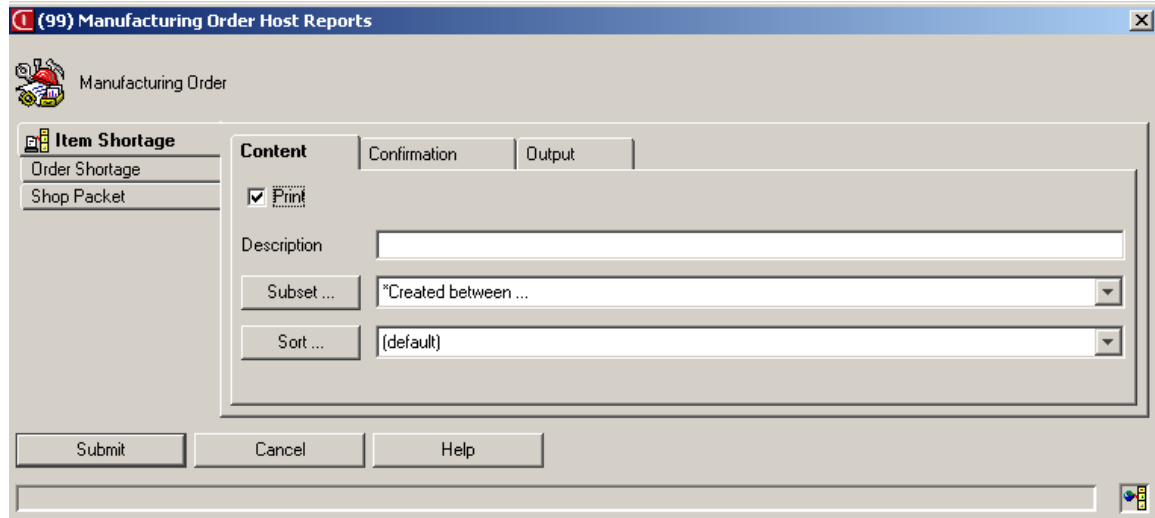 (99) Manufacturing Order Host Reports
Manufacturing Order
Item Shortage
Order Shortage
Shop Packet
Content Confirmation Output
Print
Description
Subset ... *Created between ...
Sort ... (default)
Submit Cancel Help